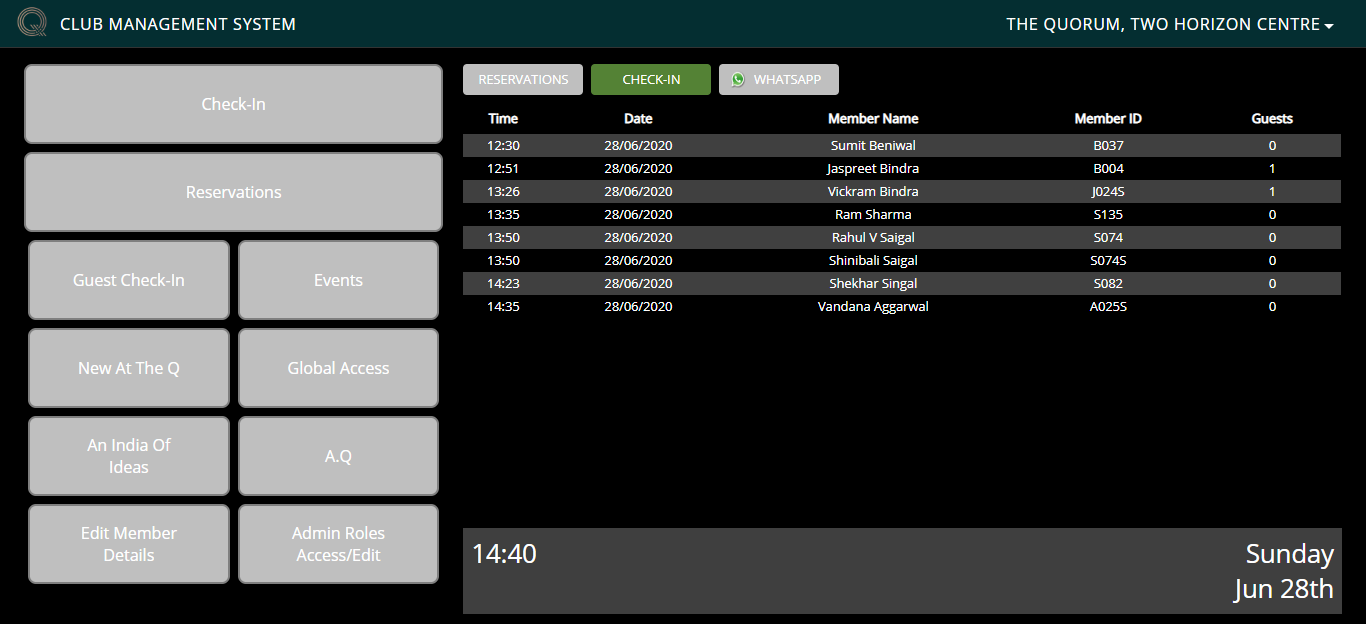 CLUB MANAGEMENT SYSTEM
THE QUORUM, TWO HORIZON CENTRE
Check-In
Reservations
Guest Check-In
Events
New At The Q
Global Access
An India Of
Ideas
A.Q
Edit Member
Details
Admin Roles
Access/Edit
RESERVATIONS CHECK-IN WHATSAPP
Time Date Member Name Member ID Guests
12:30 28/06/2020 Sumit Beniwal B037 0
12:51 28/06/2020 Jaspreet Bindra B004 1
13:26 28/06/2020 Vickram Bindra J024S 1
13:35 28/06/2020 Ram Sharma S135 0
13:50 28/06/2020 Rahul V Saigal S074 0
13:50 28/06/2020 Shinibali Saigal S074S 0
14:23 28/06/2020 Shekhar Singal S082 0
14:35 28/06/2020 Vandana Aggarwal A025S 0
14:40
Sunday
Jun 28th